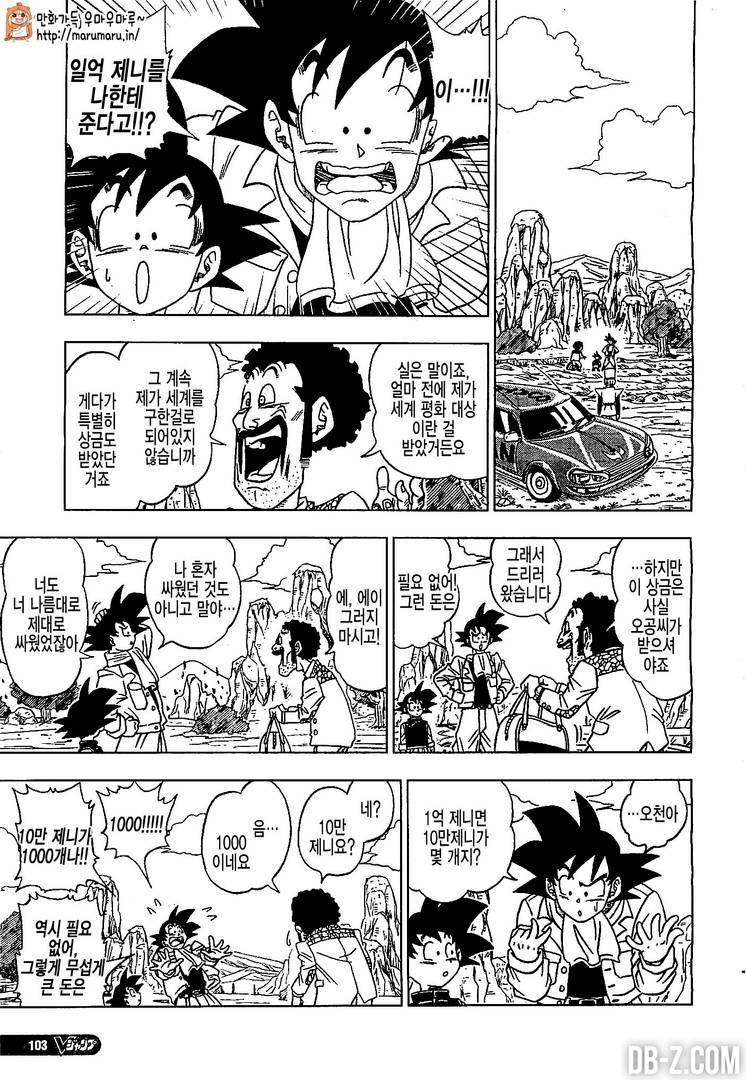 만화가득, 우마우마루~
http://marumaru.in/
이…!!!
일억 제니를
나한테
준다고!!?
실은 말이죠,
얼마 전에 제가
세계 평화 대상
이란 걸
받았거든요
그 계속
제가 세계를
구한걸로
되어있지
않습니까
게다가
특별히
상금도
받았단
거죠
…하지만
이 상금은
사실
오공씨가
받으셔
야죠
그래서
드리러
왔습니다
필요 없어!
그런 돈은
에, 에이
그러지
마시고!
나 혼자
싸웠던 것도
아니고 말야…
너도
너 나름대로
제대로
싸웠었잖아
…오천아
1억 제니면
10만제니가
몇 개지?
네?
10만
제니요?
음…
1000
이네요
1000!!!!!
10만 제니가
1000개나!!
역시 필요
없어,
그렇게 무섭게
큰 돈은
103 Vジャンプ
DB-Z.COM